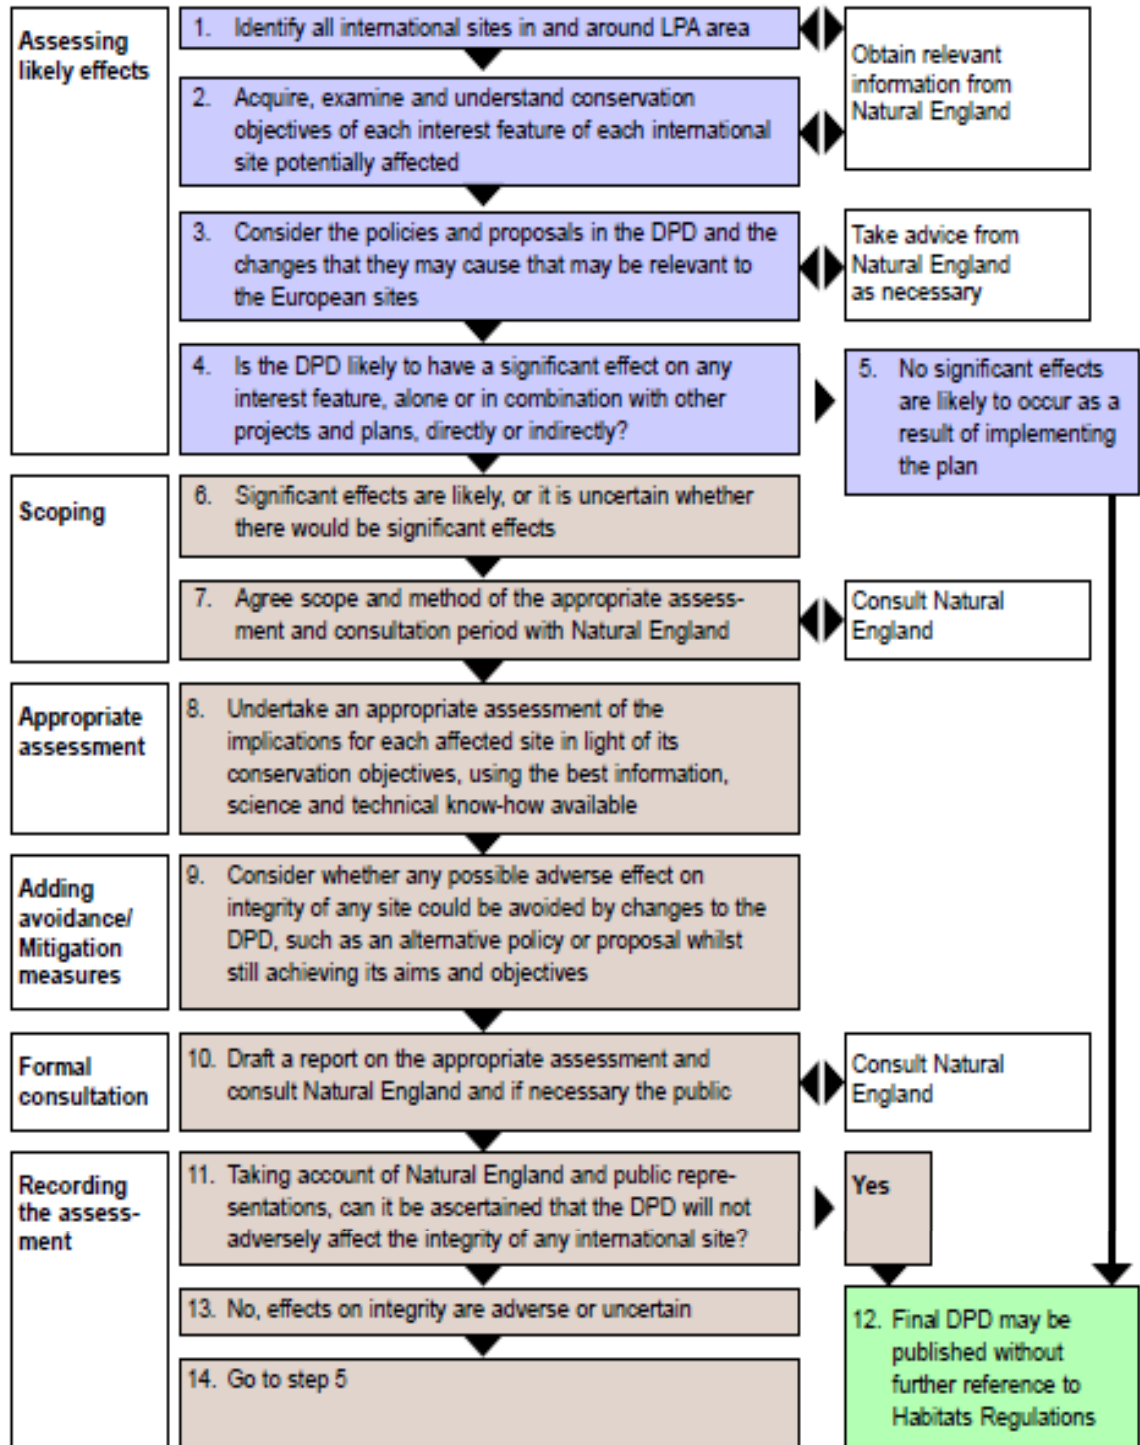 Assessing
likely effects
1. Identify all international sites in and around LPA area
2. Acquire, examine and understand conservation
objectives of each interest feature of each international
site potentially affected
Obtain relevant
information from
Natural England
3. Consider the policies and proposals in the DPD and the
changes that they may cause that may be relevant to
the European sites
Take advice from
Natural England
as necessary
4. Is the DPD likely to have a significant effect on any
interest feature, alone or in combination with other
projects and plans, directly or indirectly?
5. No significant effects
are likely to occur as a
result of implementing
the plan
Scoping
6. Significant effects are likely, or it is uncertain whether
there would be significant effects
7. Agree scope and method of the appropriate assess-
ment and consultation period with Natural England
Consult Natural
England
Appropriate
assessment
8. Undertake an appropriate assessment of the
implications for each affected site in light of its
conservation objectives, using the best information,
science and technical know-how available
Adding
avoidance/
Mitigation
measures
9. Consider whether any possible adverse effect on
integrity of any site could be avoided by changes to the
DPD, such as an alternative policy or proposal whilst
still achieving its aims and objectives
Formal
consultation
10. Draft a report on the appropriate assessment and
consult Natural England and if necessary the public
Consult Natural
England
Recording
the assess-
ment
11. Taking account of Natural England and public repre-
sentations, can it be ascertained that the DPD will not
adversely affect the integrity of any international site?
Yes
13. No, effects on integrity are adverse or uncertain
12. Final DPD may be
published without
further reference to
Habitats Regulations
14. Go to step 5